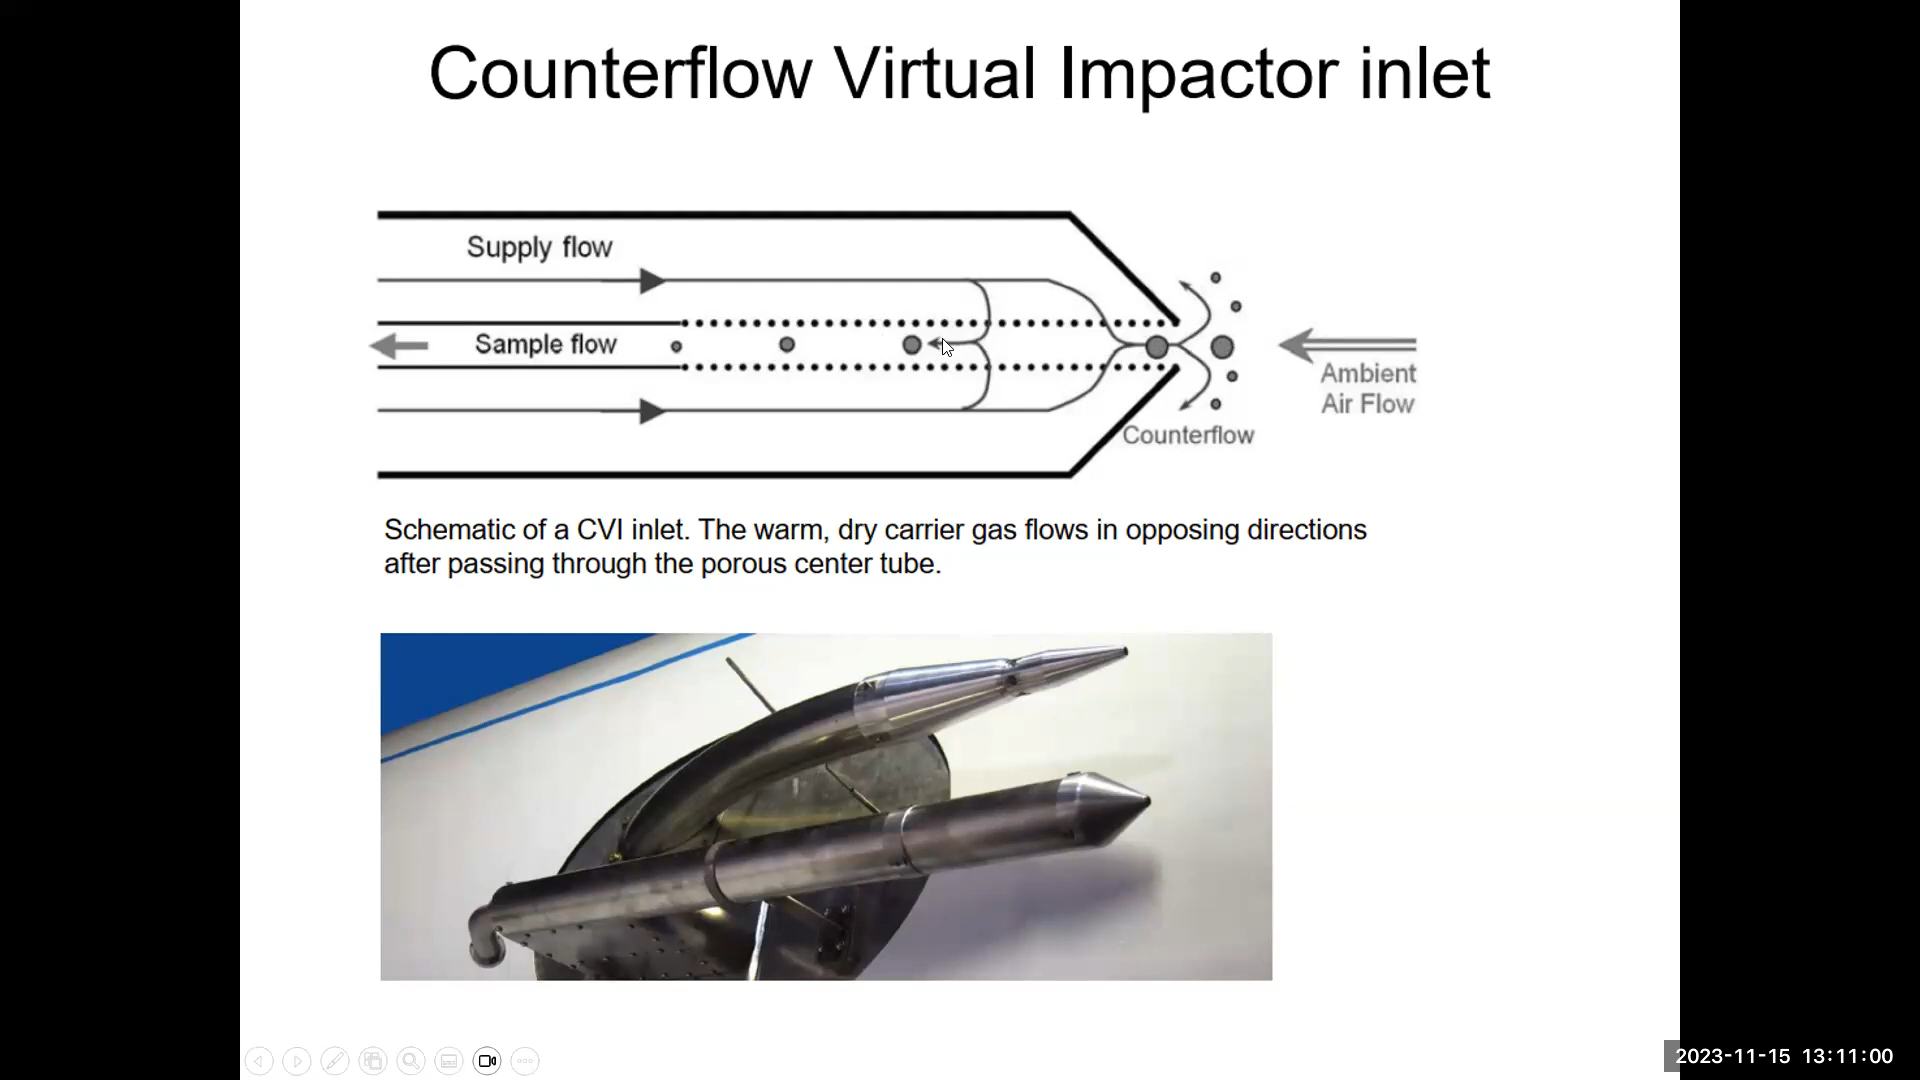 Counterflow Virtual Impactor inlet
Supply flow
Sample flow
Ambient
Air Flow
Counterflow
Schematic of a CVI inlet. The warm, dry carrier gas flows in opposing directions
after passing through the porous center tube.
2023-11-15 13:11:00